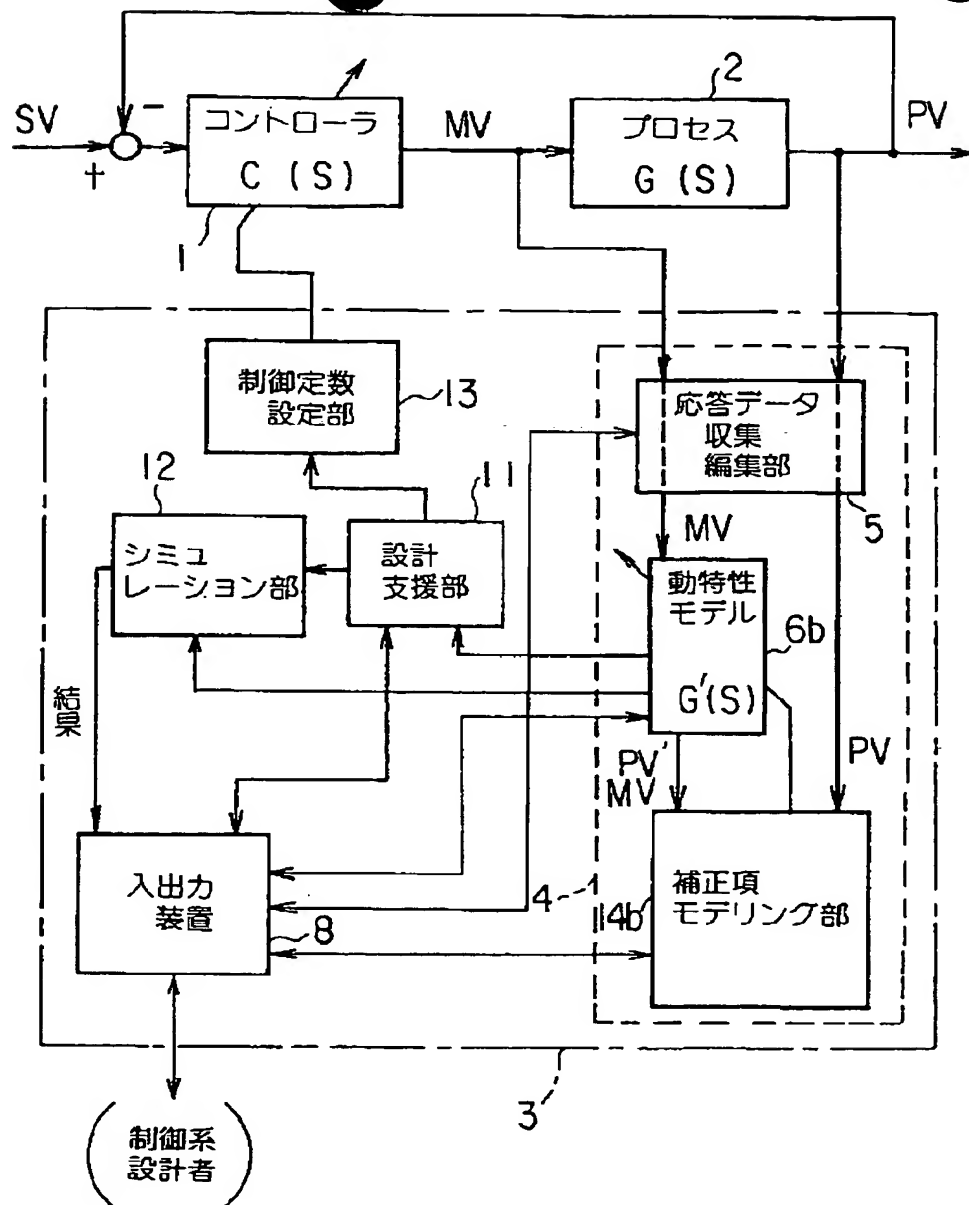 SV
+
−
コントローラ
C (S)
1
MV
2
プロセス
G (S)
PV
制御定数
設定部
13
応答データ
収集
編集部
5
12
シミュ
レーション部
11
設計
支援部
MV
動特性
モデル
G'(S)
6b
結果
PV'
MV
PV
入出力
装置
8
4
14b
補正項
モデリング部
3
制御系
設計者